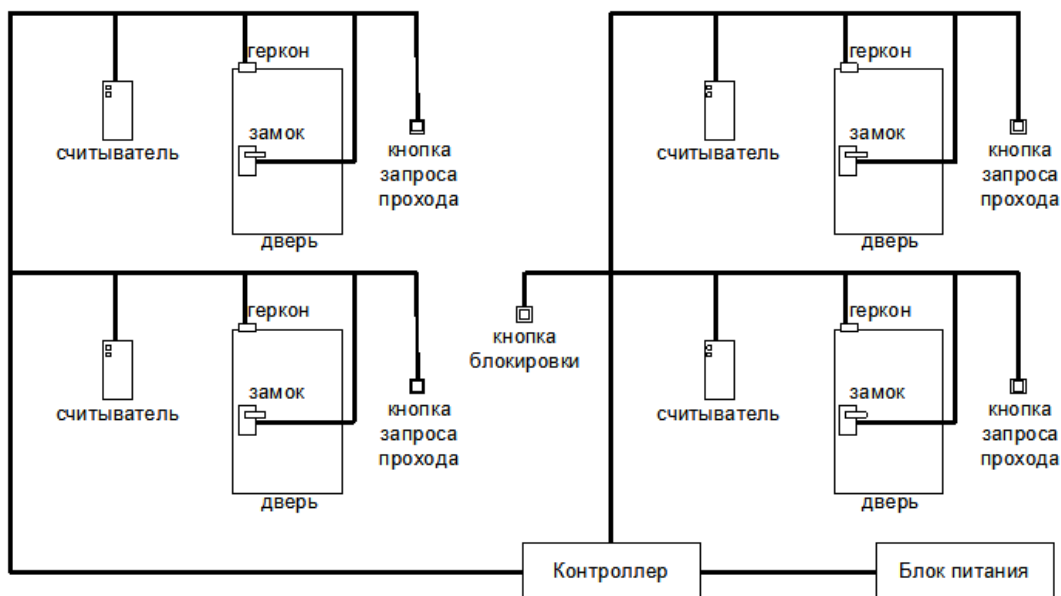 геркон
замок
считыватель
кнопка
запроса
прохода
дверь
геркон
замок
считыватель
кнопка
запроса
прохода
дверь
геркон
замок
считыватель
кнопка
запроса
прохода
дверь
кнопка
блокировки
геркон
замок
считыватель
кнопка
запроса
прохода
дверь
Контроллер
Блок питания